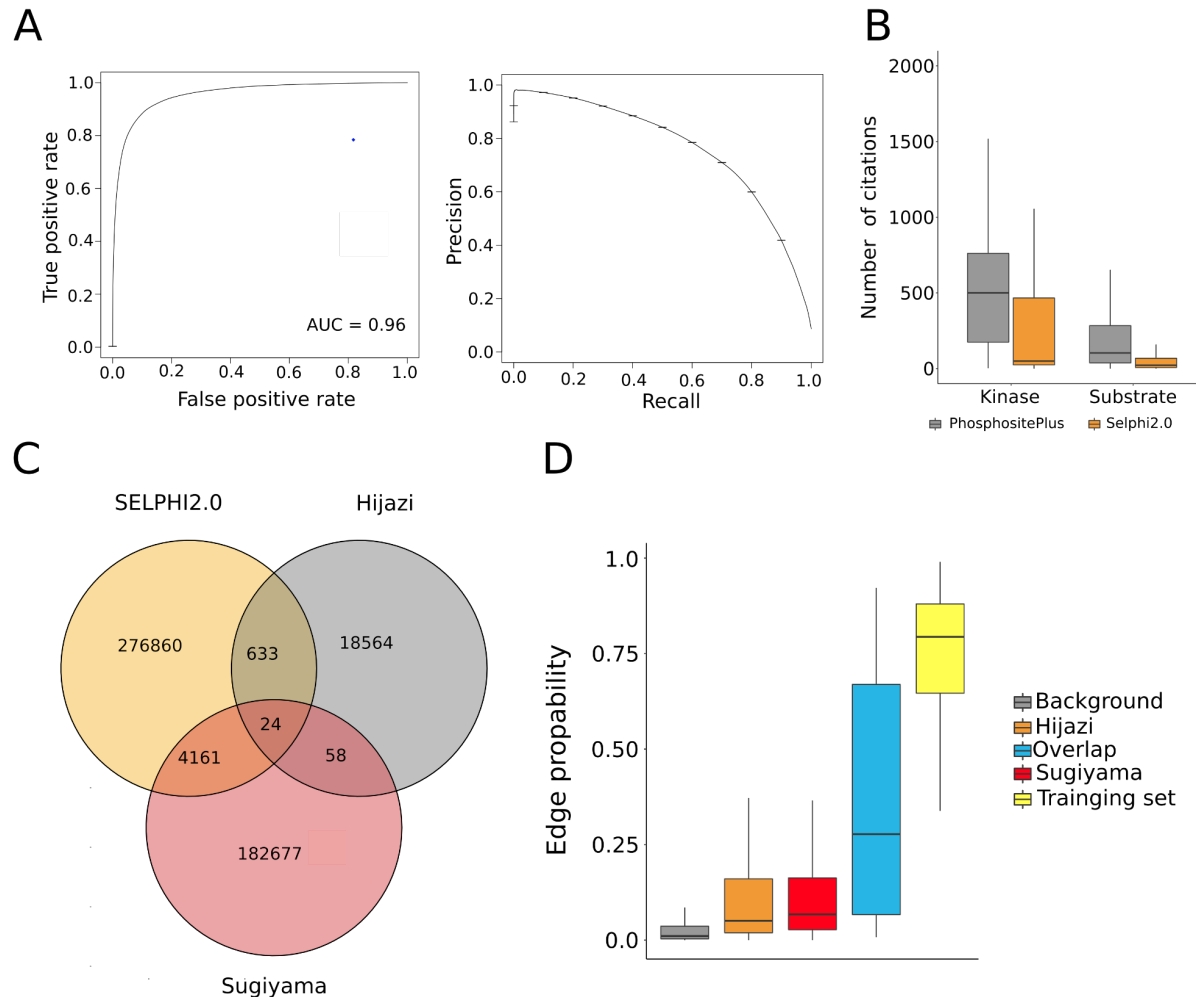 A
True positive rate
1.0
0.8
0.6
0.4
0.2
0.0
AUC = 0.96
0.0 0.2 0.4 0.6 0.8 1.0
False positive rate
Precision
1.0
0.8
0.6
0.4
0.2
0.0
0.0 0.2 0.4 0.6 0.8 1.0
Recall
B
Number of citations
2000
1500
1000
500
0
Kinase Substrate
PhospositePlus Selphi2.0
C
SELPHI2.0 Hijazi
276860 633 18564
24
4161 58
182677
Sugiyama
D
Edge propability
1.0
0.75
0.50
0.25
0.0
Background
Hijazi
Overlap
Sugiyama
Trainging set